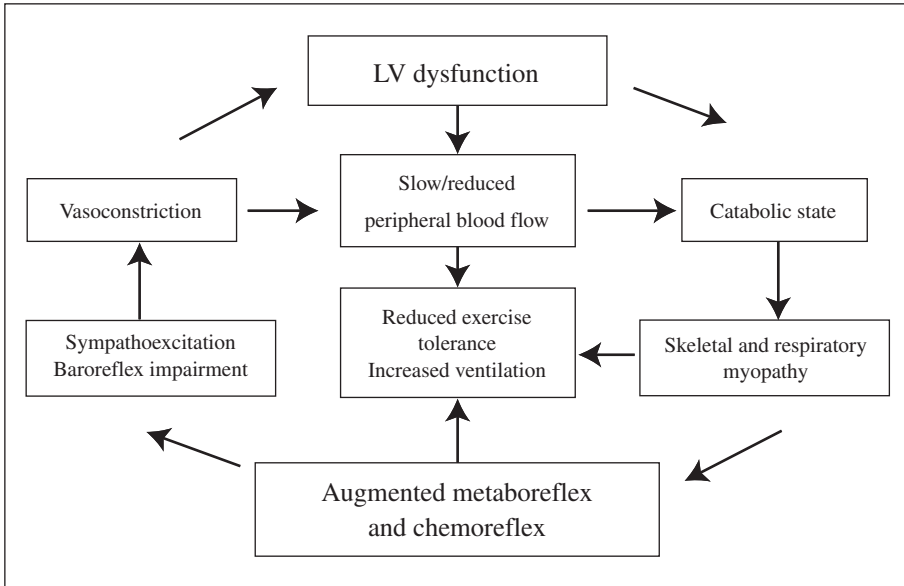 LV dysfunction
Slow/reduced
peripheral blood flow
Vasoconstriction
Catabolic state
Reduced exercise
tolerance
Increased ventilation
Sympathoexcitation
Baroreflex impairment
Skeletal and respiratory
myopathy
Augmented metaboreflex
and chemoreflex